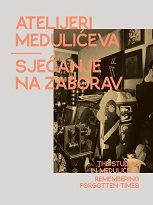 ATELIJERI
MEDULIĆEVA
SJEĆANJE
NA ZABORAV
THE STUDIOS
IN MEDULIĆ
REMEMBERING
FORGOTTEN TIMES